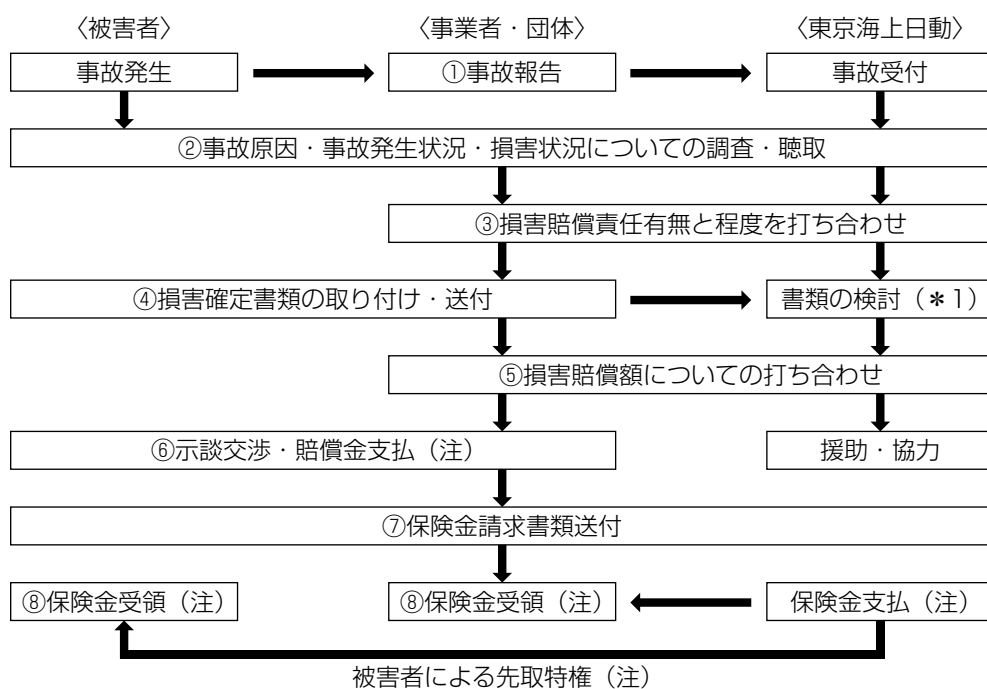 〈被害者〉 〈事業者・団体〉 〈東京海上日動〉
事故発生 ①事故報告 事故受付
②事故原因・事故発生状況・損害状況についての調査・聴取
③損害賠償責任有無と程度を打ち合わせ
④損害確定書類の取り付け・送付 書類の検討(＊1)
⑤損害賠償額についての打ち合わせ
⑥示談交渉・賠償金支払(注) 援助・協力
⑦保険金請求書類送付
⑧保険金受領(注) ⑧保険金受領(注) 保険金支払(注)
被害者による先取特権(注)